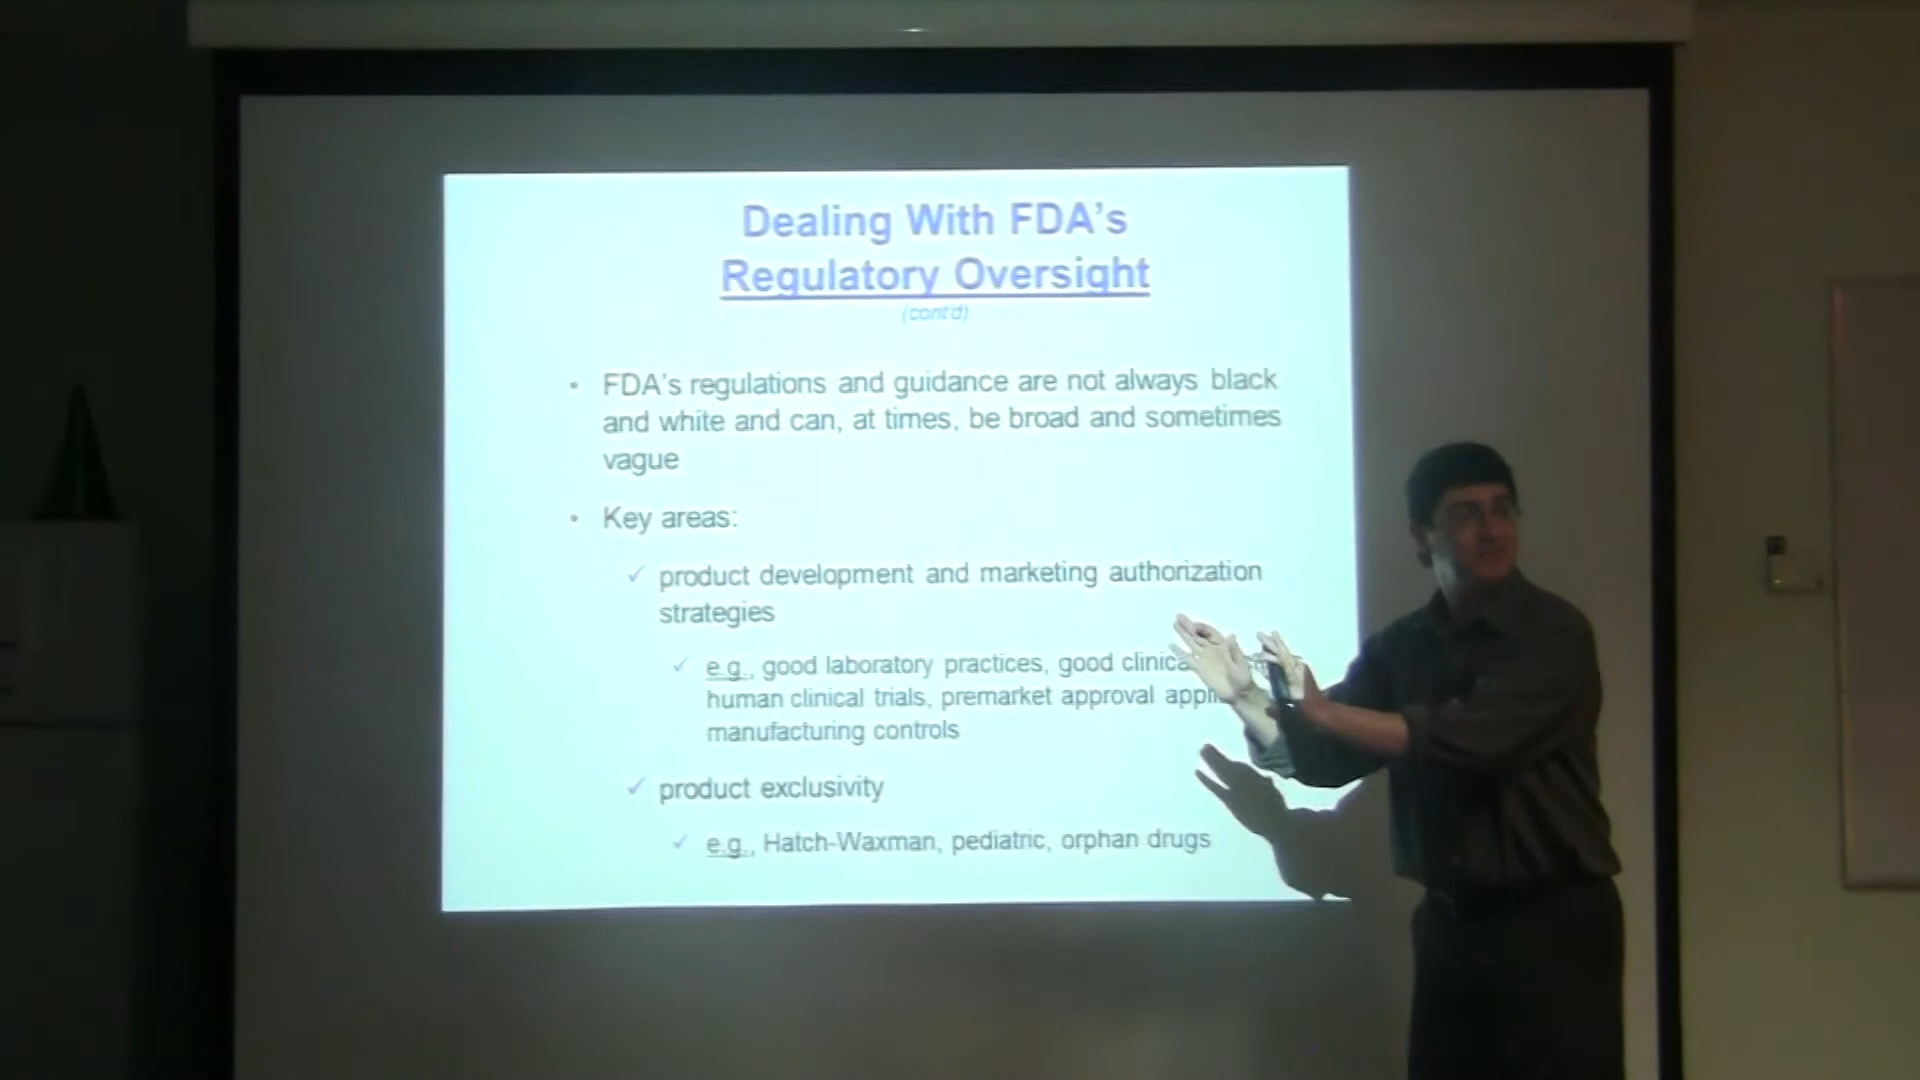 Dealing With FDA's
Regulatory Oversight
(cont'd)
• FDA's regulations and guidance are not always black
and white and can, at times, be broad and sometimes
vague
• Key areas:
✓ product development and marketing authorization
strategies
✓ e.g., good laboratory practices, good
human clinical trials, premarket approval
manufacturing controls
✓ product exclusivity
✓ e.g., Hatch-Waxman, pediatric, orphan drugs